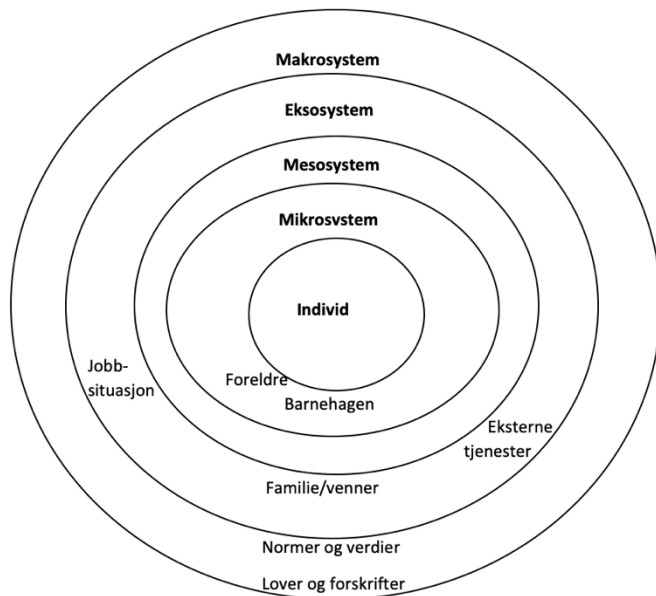 Makrosystem
Eksosystem
Mesosystem
Mikrosvstem
Individ
Jobb-
situasjon
Foreldre
Barnehagen
Eksterne
tjenester
Familie/venner
Normer og verdier
Lover og forskrifter